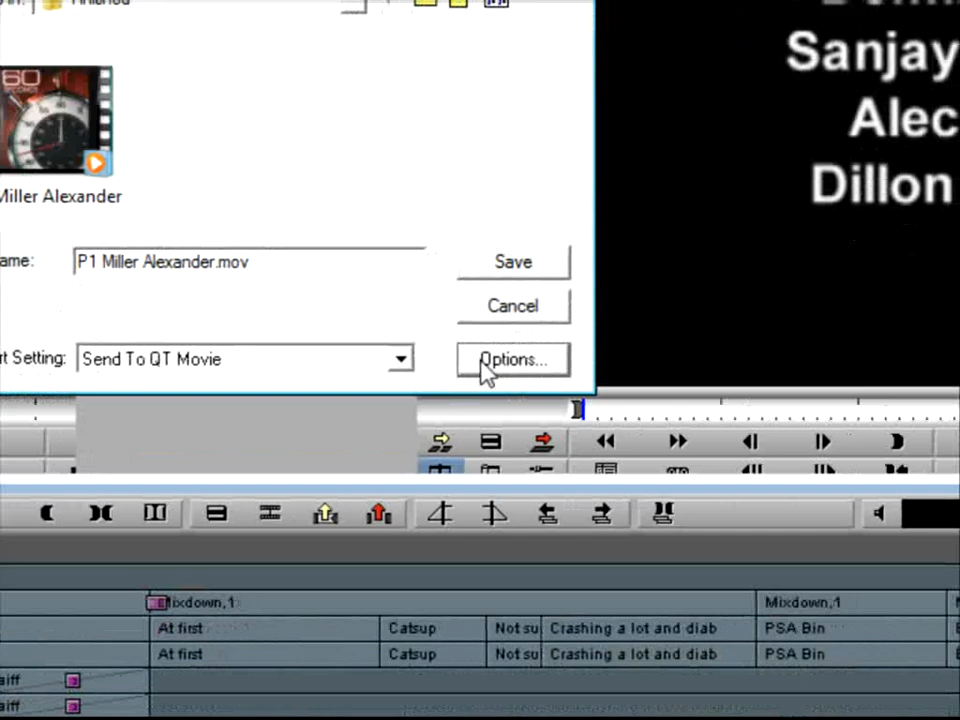 Finished
Sanjay
Alec
Dillon
60
SECONDS
Miller Alexander
ame:
P1 Miller Alexander.mov
Save
Cancel
rt Setting:
Send To QT Movie
Options...
Mixdown,1
Mixdown,1
At first
Catsup
Not su
Crashing a lot and diab
PSA Bin
At first
Catsup
Not su
Crashing a lot and diab
PSA Bin
aiff
aiff